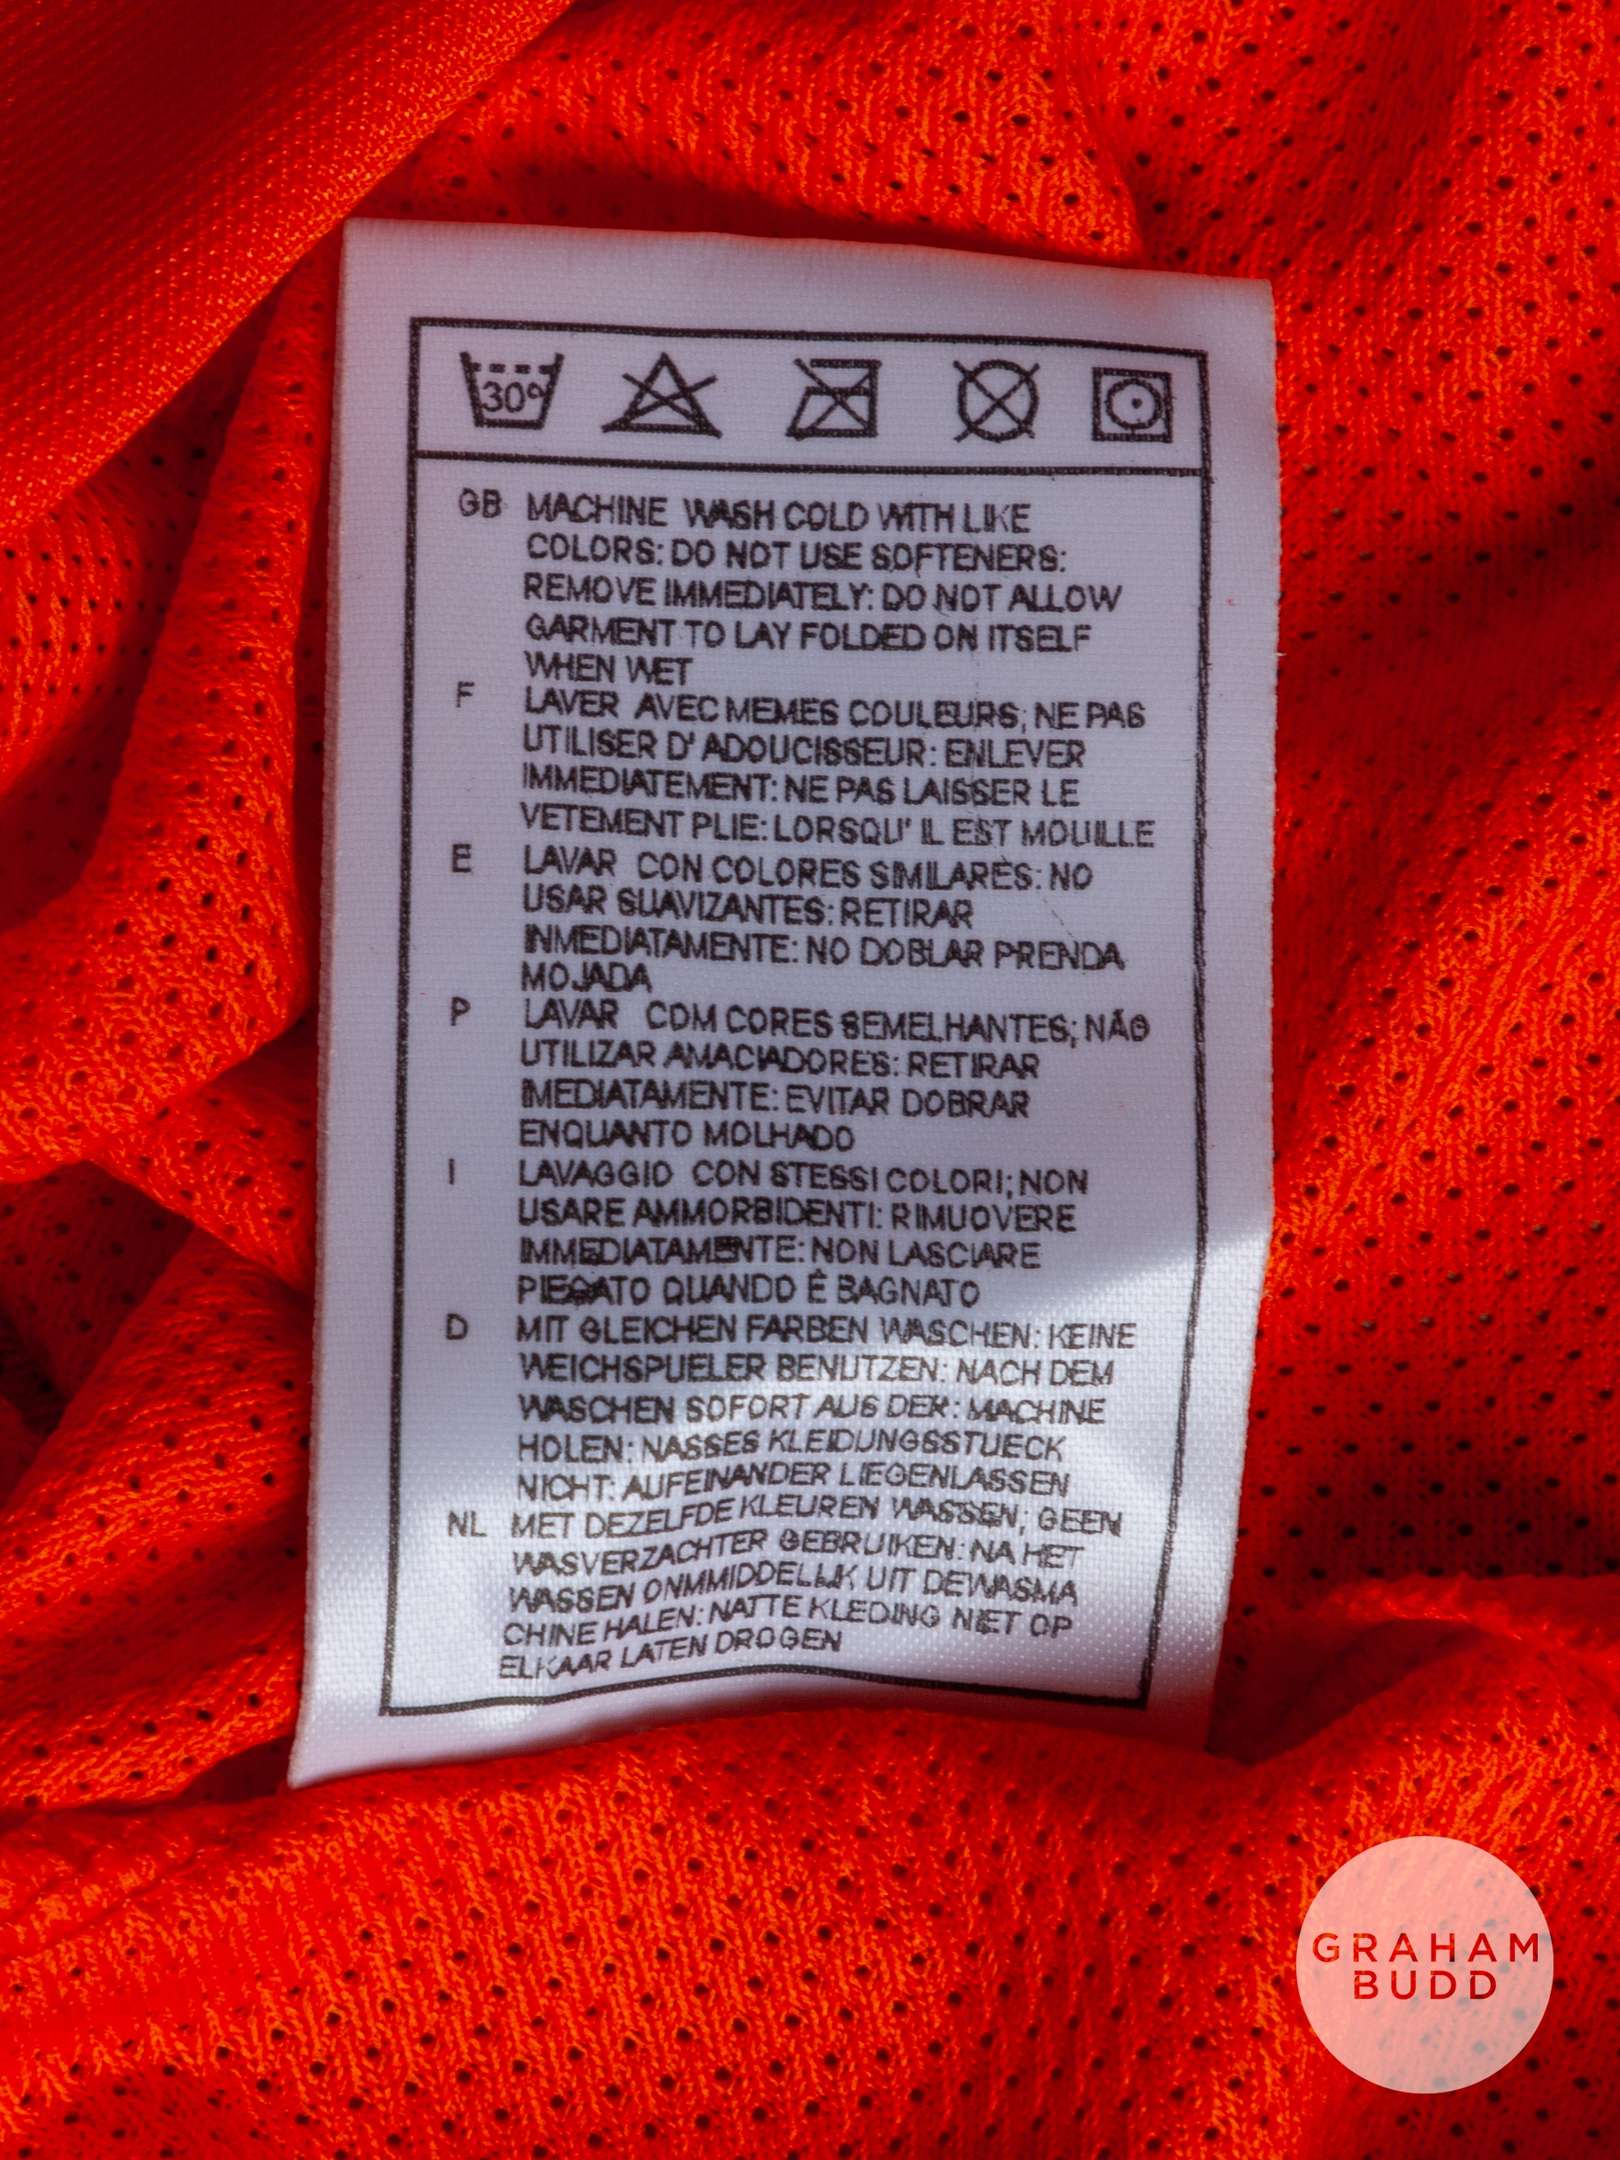 30°
GB MACHINE WASH COLD WITH LIKE
COLORS: DO NOT USE SOFTENERS:
REMOVE IMMEDIATELY: DO NOT ALLOW
GARMENT TO LAY FOLDED ON ITSELF
WHEN WET
F LAVER AVEC MEMES COULEURS; NE PAS
UTILISER D' ADOUCISSEUR: ENLEVER
IMMEDIATEMENT: NE PAS LAISSER LE
VETEMENT PLIE: LORSQU' IL EST MOUILLE
E LAVAR CON COLORES SIMILARES: NO
USAR SUAVIZANTES: RETIRAR
INMEDIATAMENTE: NO DOBLAR PRENDA
MOJADA
P LAVAR COM CORES SEMELHANTES; NÃO
UTILIZAR AMACIADORES: RETIRAR
IMEDIATAMENTE: EVITAR DOBRAR
ENQUANTO MOLHADO
I LAVAGGIO CON STESSI COLORI; NON
USARE AMMORBIDENTI: RIMUOVERE
IMMEDIATAMENTE: NON LASCIARE
PIEGATO QUANDO È BAGNATO
D MIT GLEICHEN FARBEN WASCHEN: KEINE
WEICHSPUELER BENUTZEN: NACH DEM
WASCHEN SOFORT AUS DER: MACHINE
HOLEN: NASSES KLEIDUNGSSTUECK
NICHT: AUFEINANDER LIEGENLASSEN
NL MET DEZELFDE KLEUREN WASSEN; GEEN
WASVERZACHTER GEBRUIKEN: NA HET
WASSEN ONMMIDDELIJK UIT DEWASMA
CHINE HALEN: NATTE KLEDING NIET OP
ELKAAR LATEN DROGEN
GRAHAM
BUDD